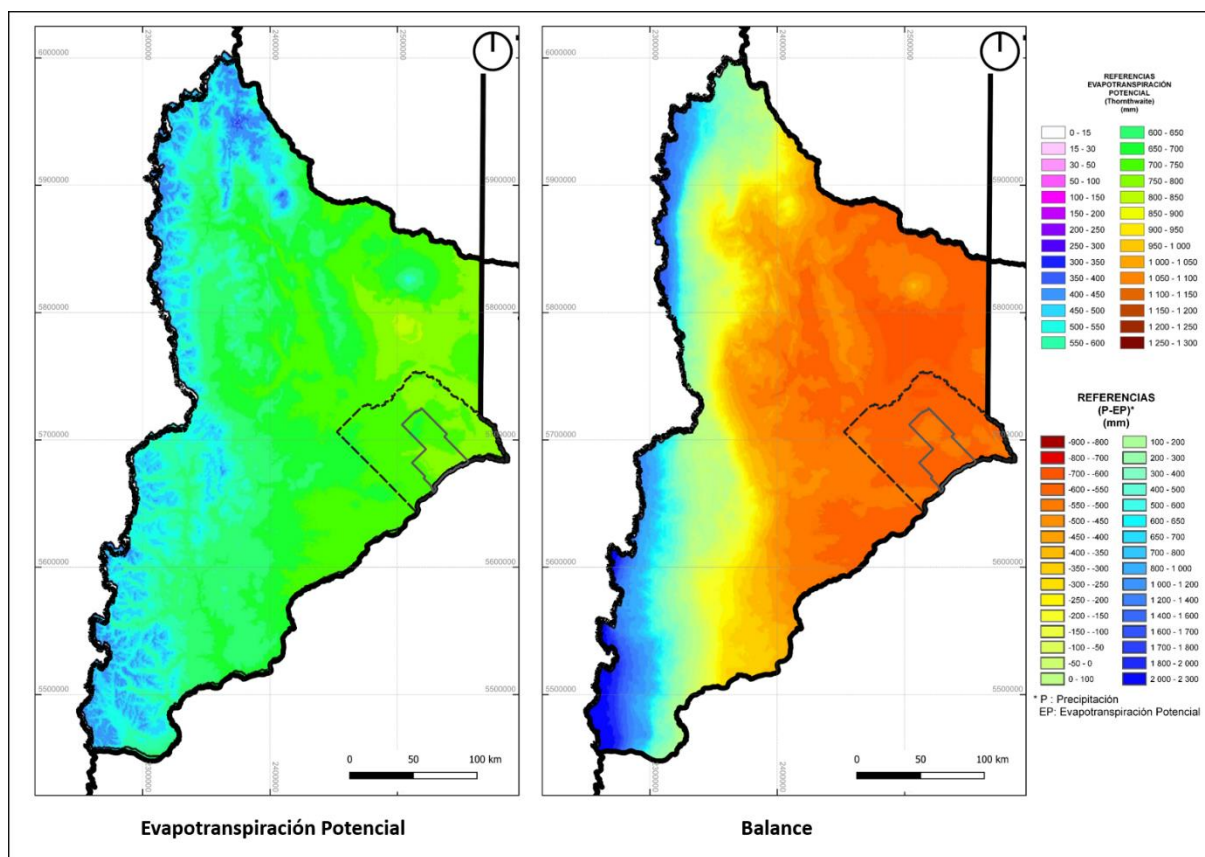 6000000
5900000
5800000
5700000
5600000
5500000
2300000
2400000
2500000
2300000
2400000
0 50 100 km
Evapotranspiración Potencial
6000000
5900000
5800000
5700000
5600000
5500000
2300000
2400000
2500000
5900000
5800000
5700000
5600000
5500000
2300000
2400000
0 50 100 km
Balance
REFERENCIAS
EVAPOTRANSPIRACIÓN
POTENCIAL
(Thornthwaite)
(mm)
0 - 15
15 - 30
30 - 50
50 - 100
100 - 150
150 - 200
200 - 250
250 - 300
300 - 350
350 - 400
400 - 450
450 - 500
500 - 550
550 - 600
600 - 650
650 - 700
700 - 750
750 - 800
800 - 850
850 - 900
900 - 950
950 - 1 000
1 000 - 1 050
1 050 - 1 100
1 100 - 1 150
1 150 - 1 200
1 200 - 1 250
1 250 - 1 300
REFERENCIAS
(P-EP)*
(mm)
-900 - -800
-800 - -700
-700 - -600
-600 - -550
-550 - -500
-500 - -450
-450 - -400
-400 - -350
-350 - -300
-300 - -250
-250 - -200
-200 - -150
-150 - -100
-100 - -50
-50 - 0
0 - 100
100 - 200
200 - 300
300 - 400
400 - 500
500 - 600
600 - 650
650 - 700
700 - 800
800 - 1 000
1 000 - 1 200
1 200 - 1 400
1 400 - 1 600
1 600 - 1 700
1 700 - 1 800
1 800 - 2 000
2 000 - 2 300
* P : Precipitación
EP: Evapotranspiración Potencial